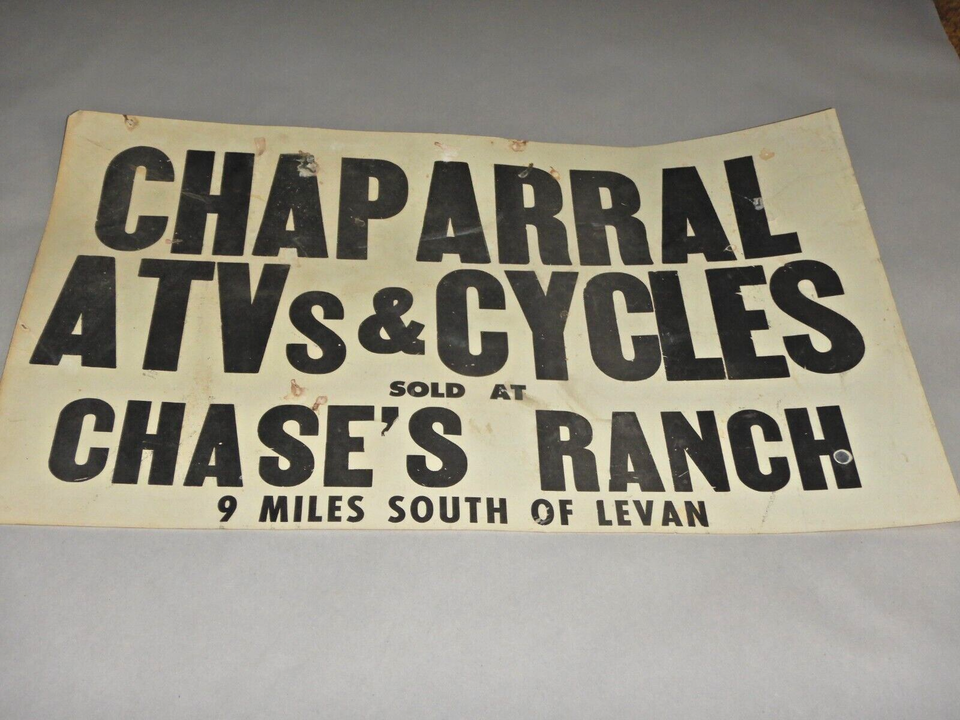 CHAPARRAL
ATVs & CYCLES
SOLD AT
CHASE'S RANCH
9 MILES SOUTH OF LEVAN